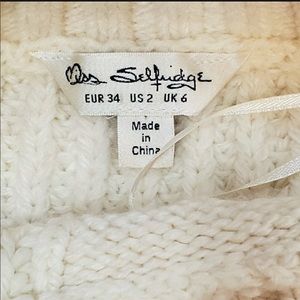 Miss Selfridge
EUR 34 US 2 UK 6
Made
in
China